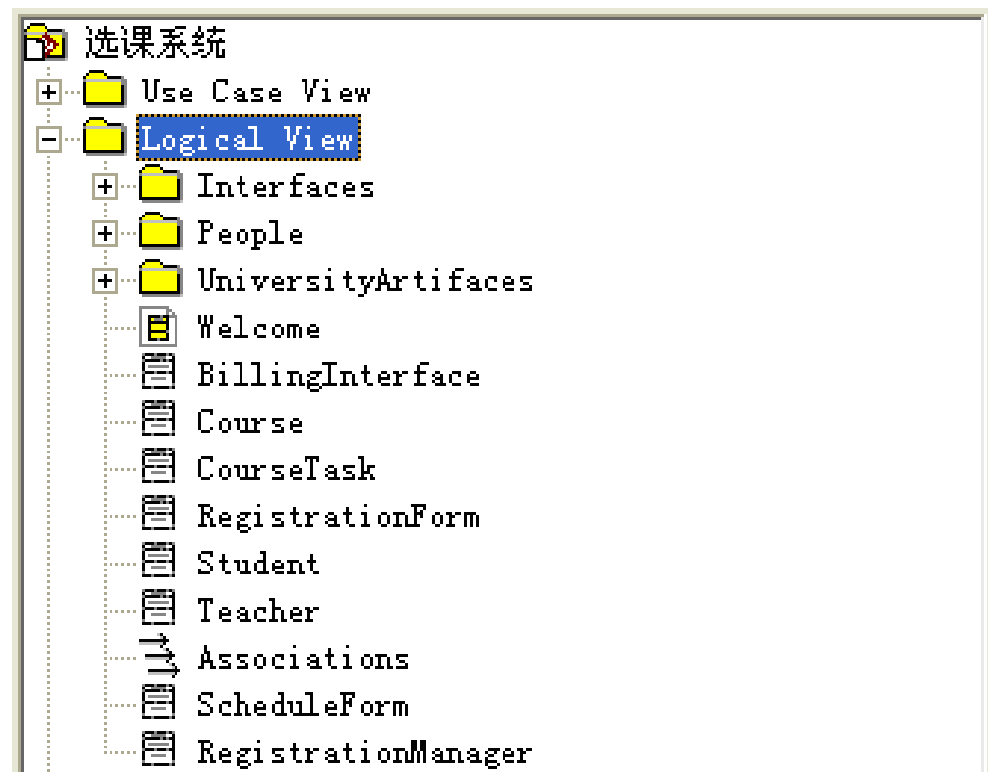 选课系统
Use Case View
Logical View
Interfaces
People
UniversityArtifaces
Welcome
BillingInterface
Course
CourseTask
RegistrationForm
Student
Teacher
Associations
ScheduleForm
RegistrationManager